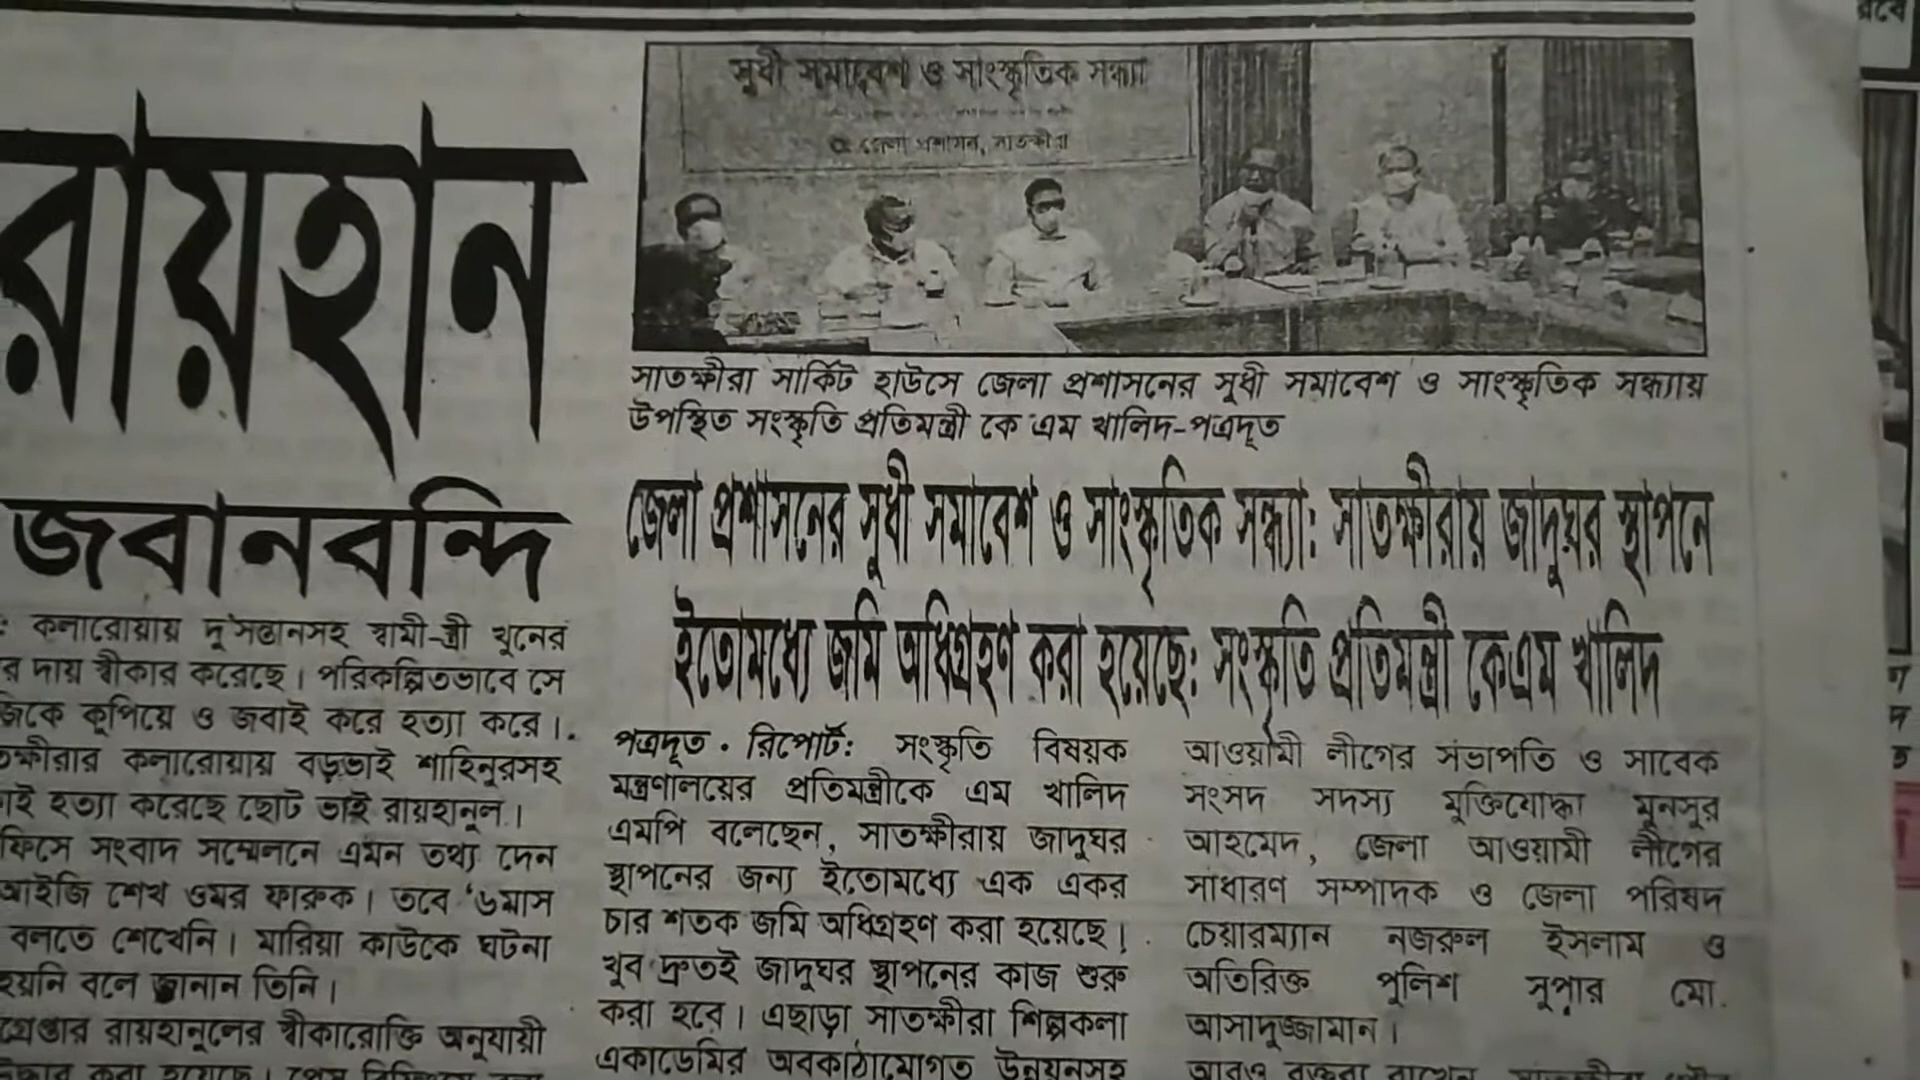 রায়হান
জবানবন্দি
কলারোয়ায় দু'সন্তানসহ স্বামী-স্ত্রী খুনের
র দায় স্বীকার করেছে। পরিকল্পিতভাবে সে
কুপিয়ে ও জবাই করে হত্যা করে।
কলারোয়ায় বড়ভাই শাহিনুরসহ
হত্যা করেছে ছোট ভাই রায়হানুল।
সংবাদ সম্মেলনে এমন তথ্য দেন
শেখ ওমর ফারুক। তবে '৬মাস
বলতে শেখেনি। মারিয়া কাউকে ঘটনা
হয়নি বলে জানান তিনি।
রায়হানুলের স্বীকারোক্তি অনুযায়ী
সুধী সমাবেশ ও সাংস্কৃতিক সন্ধ্যা
জেলা প্রশাসন, সাতক্ষীরা
সাতক্ষীরা সার্কিট হাউসে জেলা প্রশাসনের সুধী সমাবেশ ও সাংস্কৃতিক সন্ধ্যায়
উপস্থিত সংস্কৃতি প্রতিমন্ত্রী কে এম খালিদ-পত্রদূত
জেলা প্রশাসনের সুধী সমাবেশ ও সাংস্কৃতিক সন্ধ্যা: সাতক্ষীরায় জাদুঘর স্থাপনে
ইতোমধ্যে জমি অধিগ্রহণ করা হয়েছে: সংস্কৃতি প্রতিমন্ত্রী কেএম খালিদ
পত্রদূত রিপোর্ট: সংস্কৃতি বিষয়ক
মন্ত্রণালয়ের প্রতিমন্ত্রীকে এম খালিদ
এমপি বলেছেন, সাতক্ষীরায় জাদুঘর
স্থাপনের জন্য ইতোমধ্যে এক একর
চার শতক জমি অধিগ্রহণ করা হয়েছে।
খুব দ্রুতই জাদুঘর স্থাপনের কাজ শুরু
করা হবে। এছাড়া সাতক্ষীরা শিল্পকলা
একাডেমির অবকাঠামোগত উন্নয়নসহ
আওয়ামী লীগের সভাপতি ও সাবেক
সংসদ সদস্য মুক্তিযোদ্ধা মুনসুর
আহমেদ, জেলা আওয়ামী লীগের
সাধারণ সম্পাদক ও জেলা পরিষদ
চেয়ারম্যান নজরুল ইসলাম ও
অতিরিক্ত পুলিশ সুপার মো.
আসাদুজ্জামান।
আরও বক্তব্য রাখেন, সাতক্ষীরা